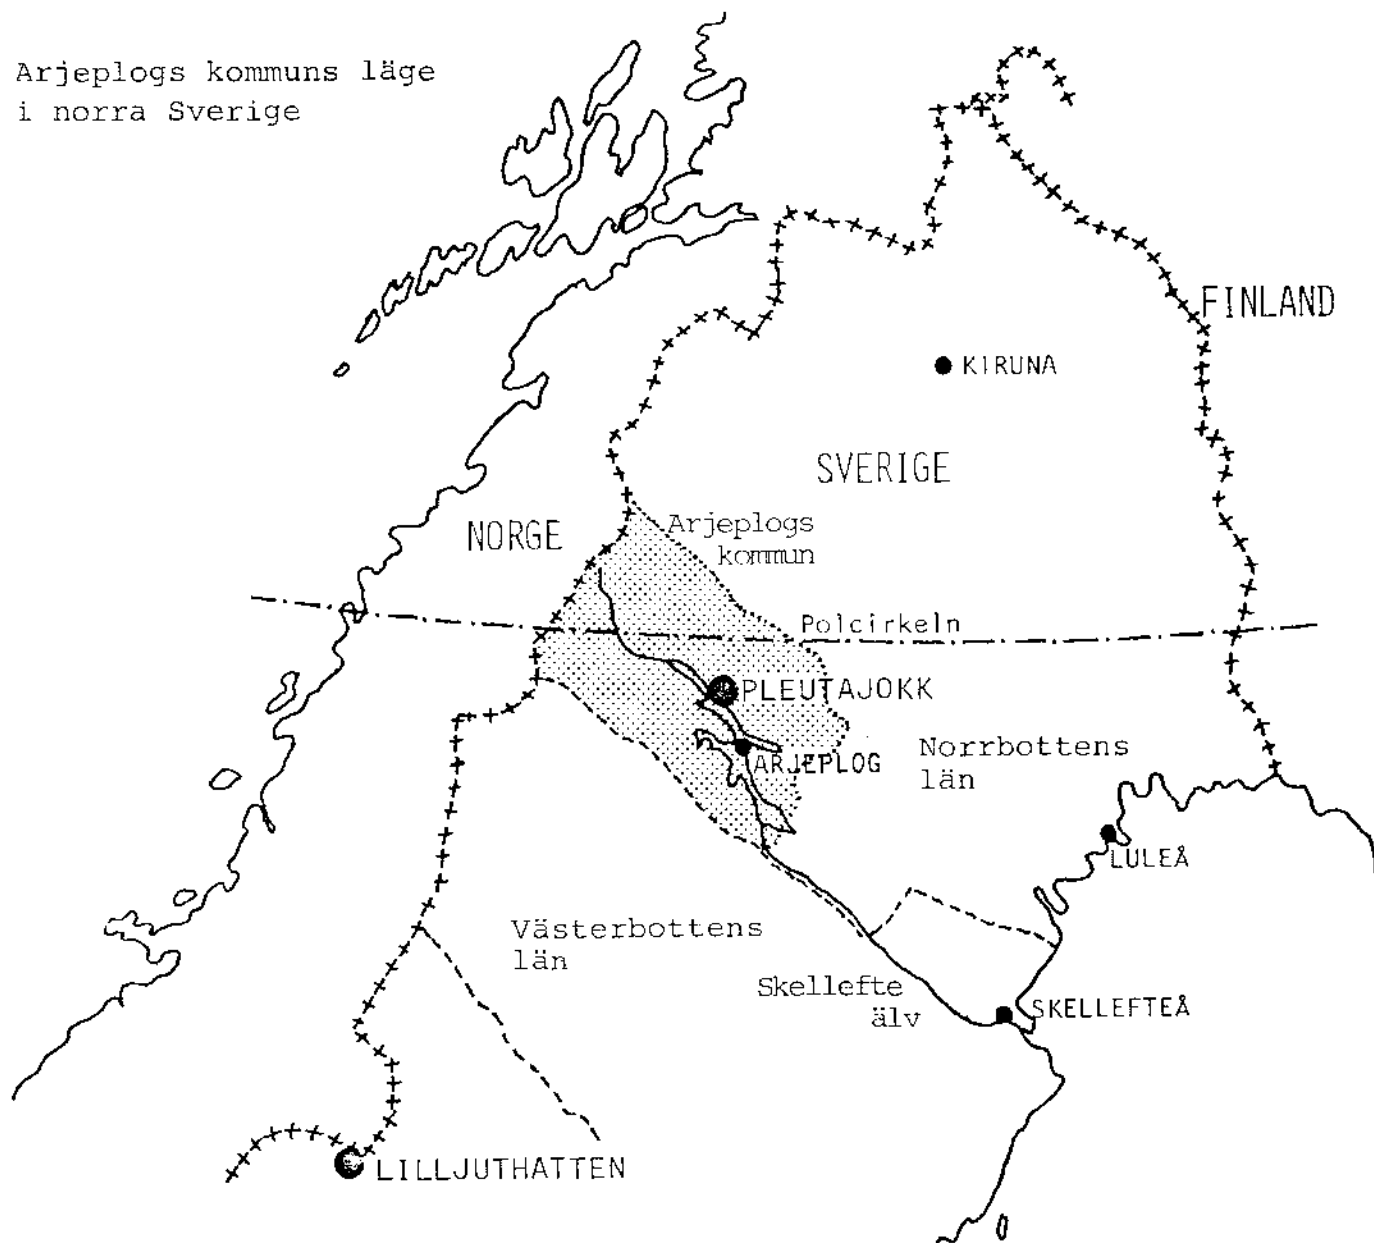 Arjeplogs kommuns läge
i norra Sverige
FINLAND
KIRUNA
SVERIGE
NORGE
Arjeplogs
kommun
Polcirkeln
PLEUTAJOKK
Norrbottens
län
ARJEPLOG
LULEÅ
Västerbottens
län
Skellefte
älv
SKELLEFTEÅ
LILLJUTHATTEN